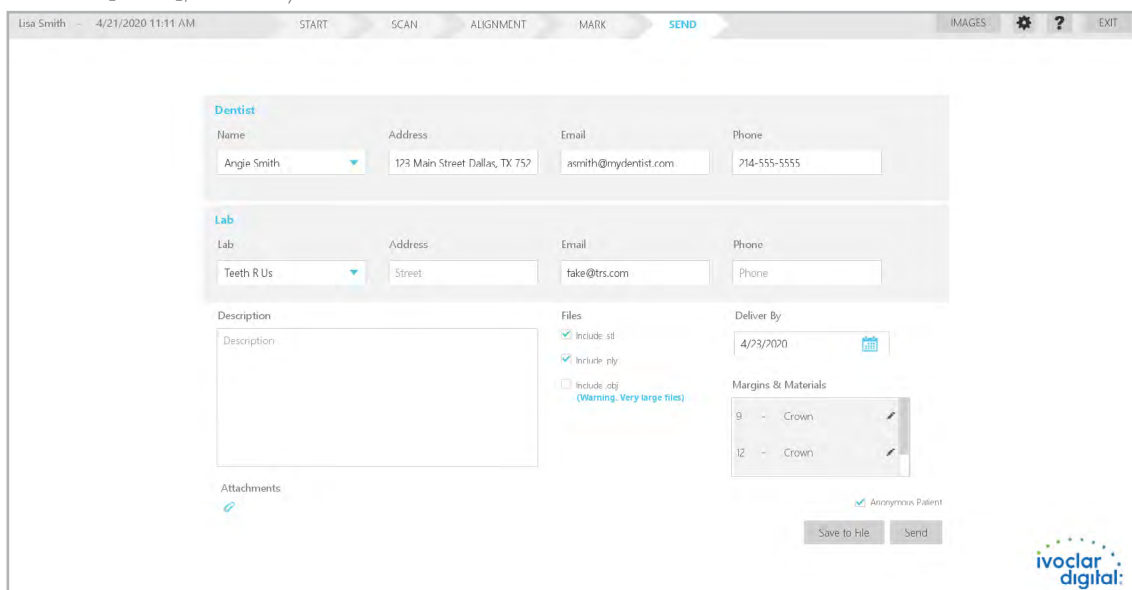 Lisa Smith - 4/21/2020 11:11 AM START SCAN ALIGNMENT MARK SEND IMAGES ? EXIT
Dentist
Name Address Email Phone
Angie Smith 123 Main Street Dallas, TX 752 asmith@mydentist.com 214-555-5555
Lab
Lab Address Email Phone
Teeth R Us Street fake@trs.com Phone
Description Files Deliver By
Description Include .stl 4/23/2020
Include .ply
Include .obj Margins & Materials
(Warning, Very large files)
9 - Crown
12 - Crown
Attachments
Anonymous Patient
Save to File Send
ivoclar
digital: